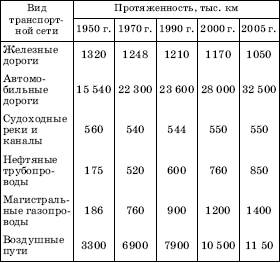 Вид
транспорт-
ной сети
Протяженность, тыс. км
1950 г. 1970 г. 1990 г. 2000 г. 2005 г.
Железные
дороги
1320 1248 1210 1170 1050
Автомо-
бильные
дороги
15 540 22 300 23 600 28 000 32 500
Судоходные
реки и
каналы
560 540 544 550 550
Нефтяные
трубопро-
воды
175 520 600 760 850
Магистраль-
ные газопро-
воды
186 760 900 1200 1400
Воздушные
пути
3300 6900 7900 10 500 11 50